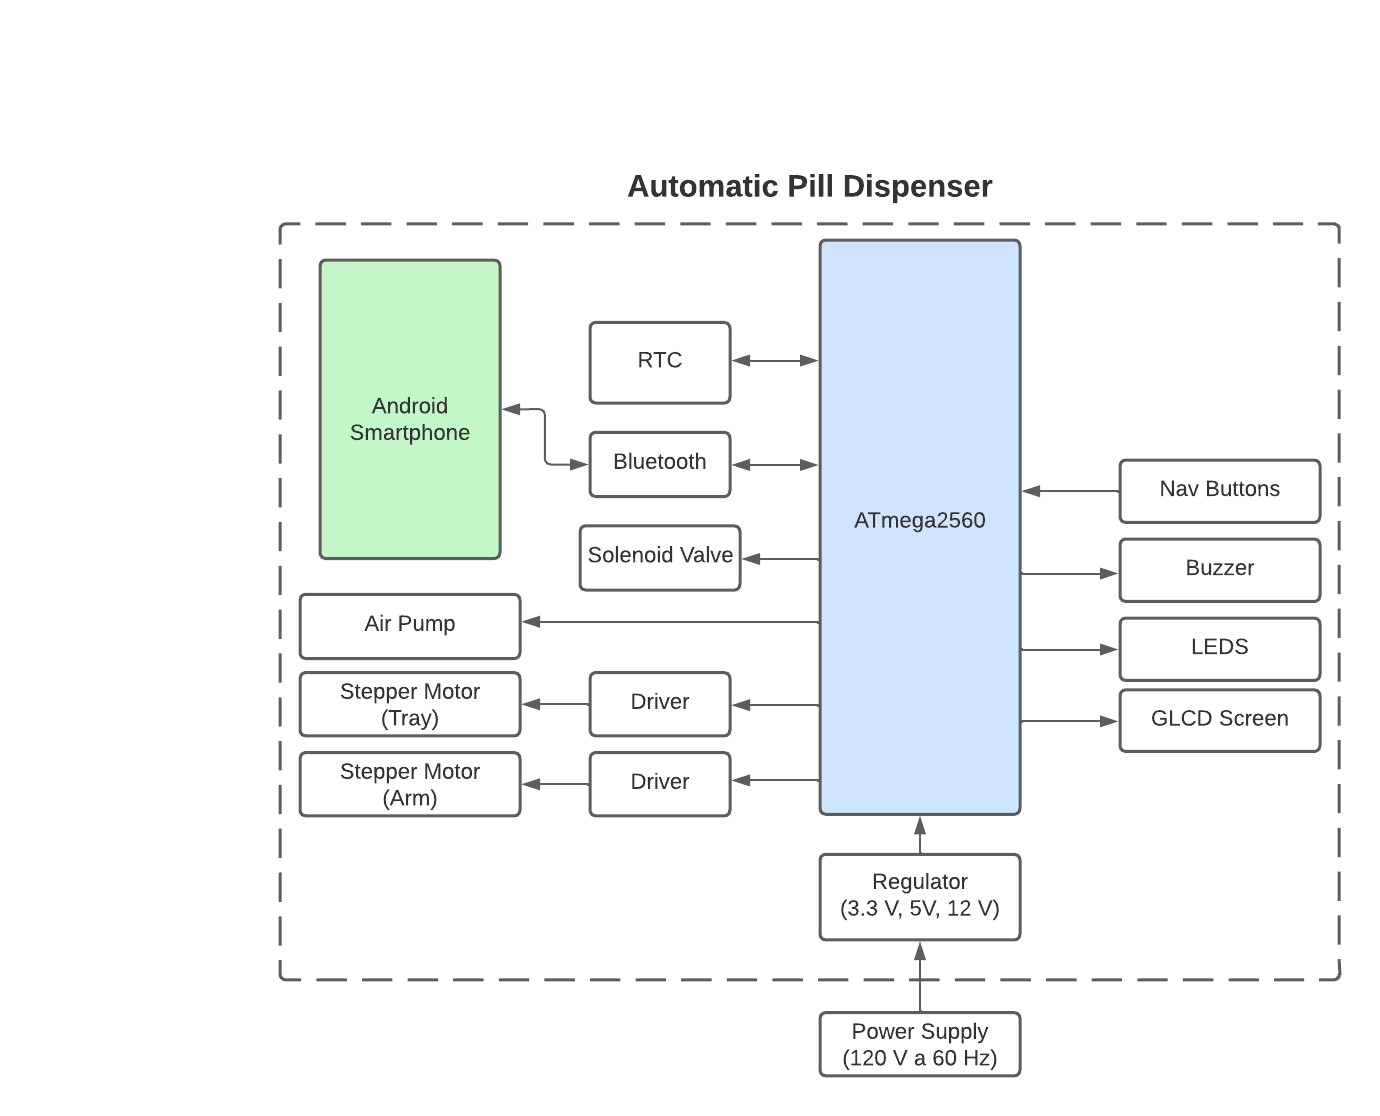 Automatic Pill Dispenser
Android
Smartphone
RTC
Bluetooth
Solenoid Valve
Air Pump
Stepper Motor
(Tray)
Driver
Stepper Motor
(Arm)
Driver
ATmega2560
Nav Buttons
Buzzer
LEDS
GLCD Screen
Regulator
(3.3 V, 5V, 12 V)
Power Supply
(120 V a 60 Hz)